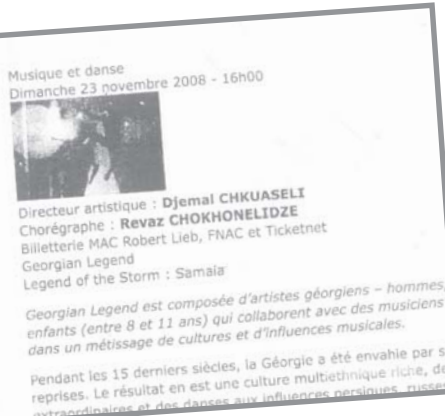 Musique et danse
Dimanche 23 novembre 2008 - 16h00
Directeur artistique : Djemal CHKUASELI
Chorégraphe : Revaz CHOKHONELIDZE
Billetterie MAC Robert Lieb, FNAC et Ticketnet
Georgian Legend
Legend of the Storm : Samaia
Georgian Legend est composée d'artistes géorgiens – hommes,
enfants (entre 8 et 11 ans) qui collaborent avec des musiciens
dans un métissage de cultures et d'influences musicales.
Pendant les 15 derniers siècles, la Géorgie a été envahie par
reprises. Le résultat en est une culture multiethnique riche,
extraordinaires et des danses aux influences persiques,